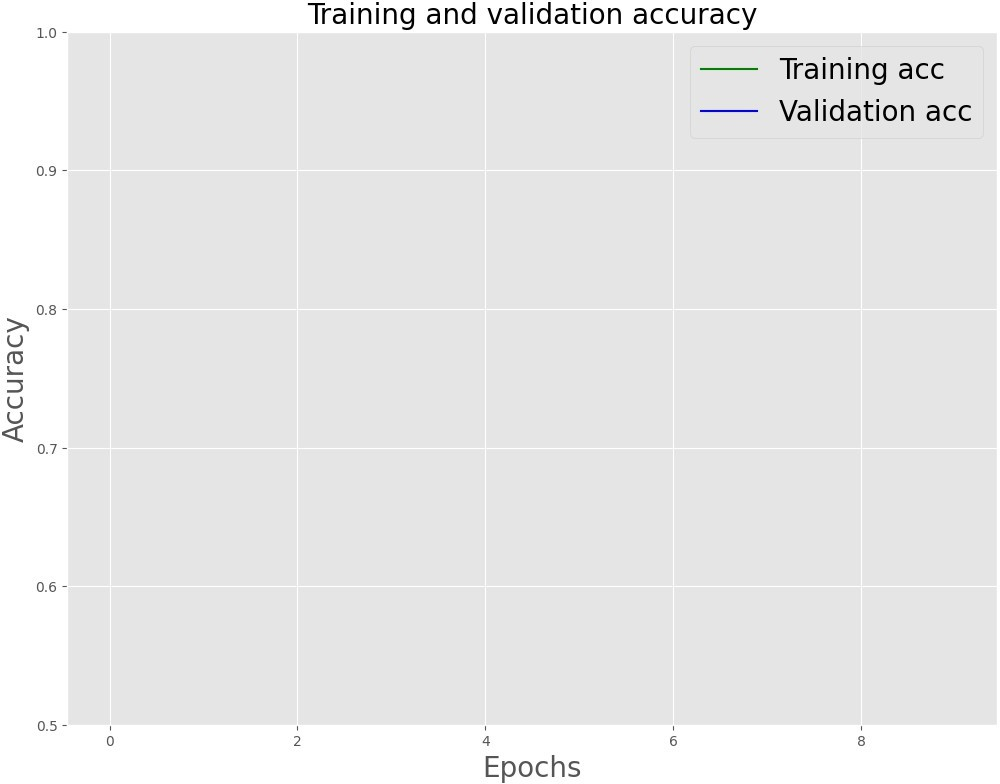 Training and validation accuracy
1.0
Training acc
Validation acc
0.9
0.8
Accuracy
0.7
0.6
0.5
0 2 4 6 8
Epochs